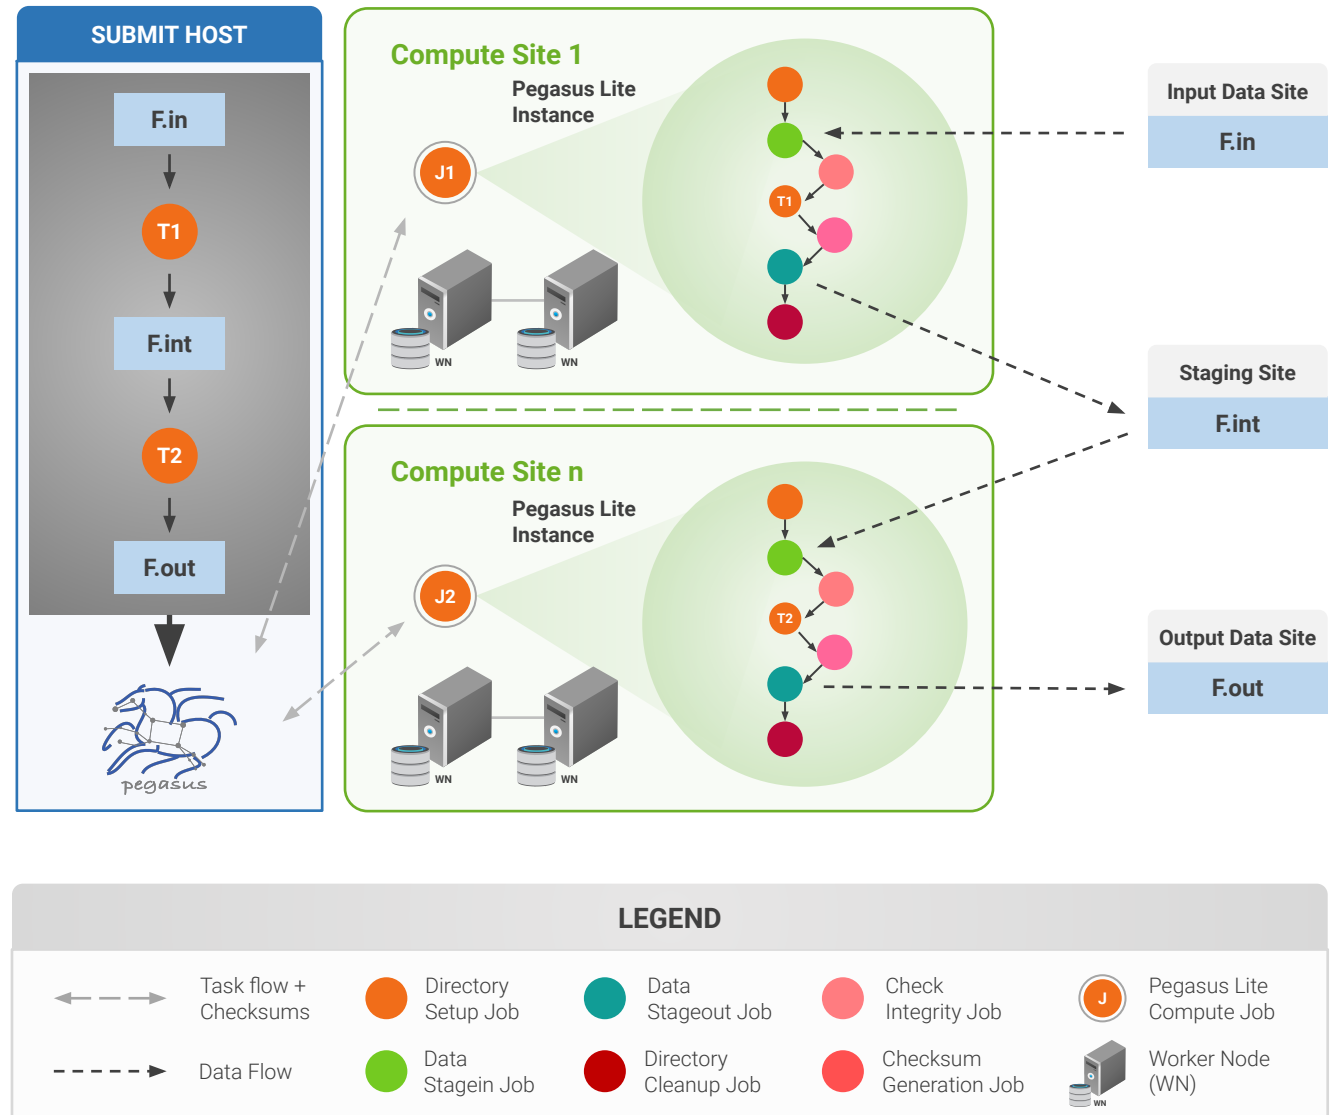 SUBMIT HOST
F.in
T1
F.int
T2
F.out
pegasus
Compute Site 1
Pegasus Lite
Instance
J1
T1
WN
WN
Compute Site n
Pegasus Lite
Instance
J2
T2
WN
WN
Input Data Site
F.in
Staging Site
F.int
Output Data Site
F.out
LEGEND
Task flow +
Checksums
Directory
Setup Job
Data
Stageout Job
Check
Integrity Job
J
Pegasus Lite
Compute Job
Data Flow
Data
Stagein Job
Directory
Cleanup Job
Checksum
Generation Job
WN
Worker Node
(WN)